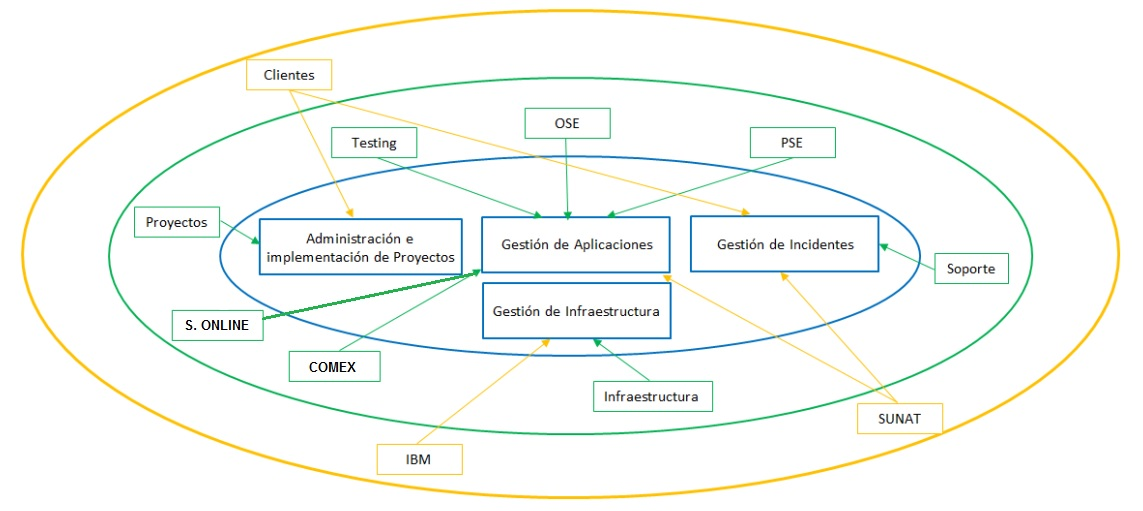 Clientes
OSE
Testing
PSE
Proyectos
Administración e
implementación de Proyectos
Gestión de Aplicaciones
Gestión de Incidentes
Soporte
Gestión de Infraestructura
S. ONLINE
COMEX
Infraestructura
SUNAT
IBM